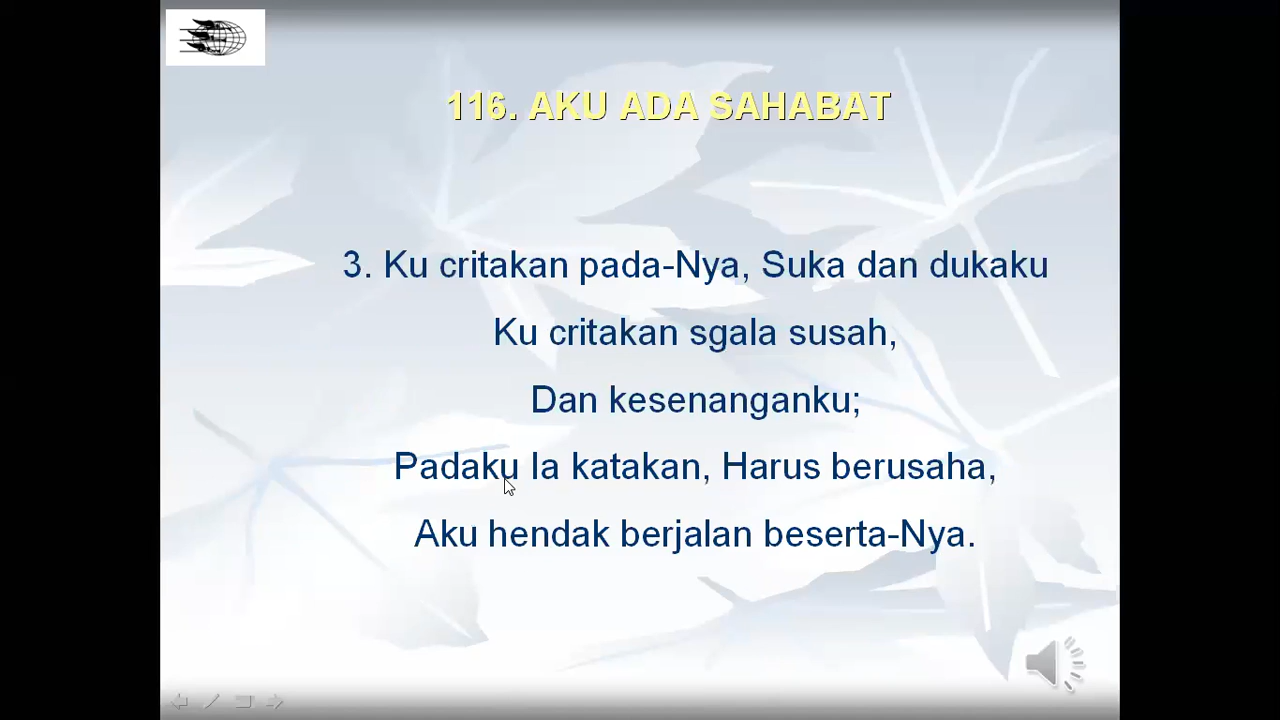 116. AKU ADA SAHABAT
3. Ku critakan pada-Nya, Suka dan dukaku
Ku critakan sgala susah,
Dan kesenanganku;
Padaku Ia katakan, Harus berusaha,
Aku hendak berjalan beserta-Nya.